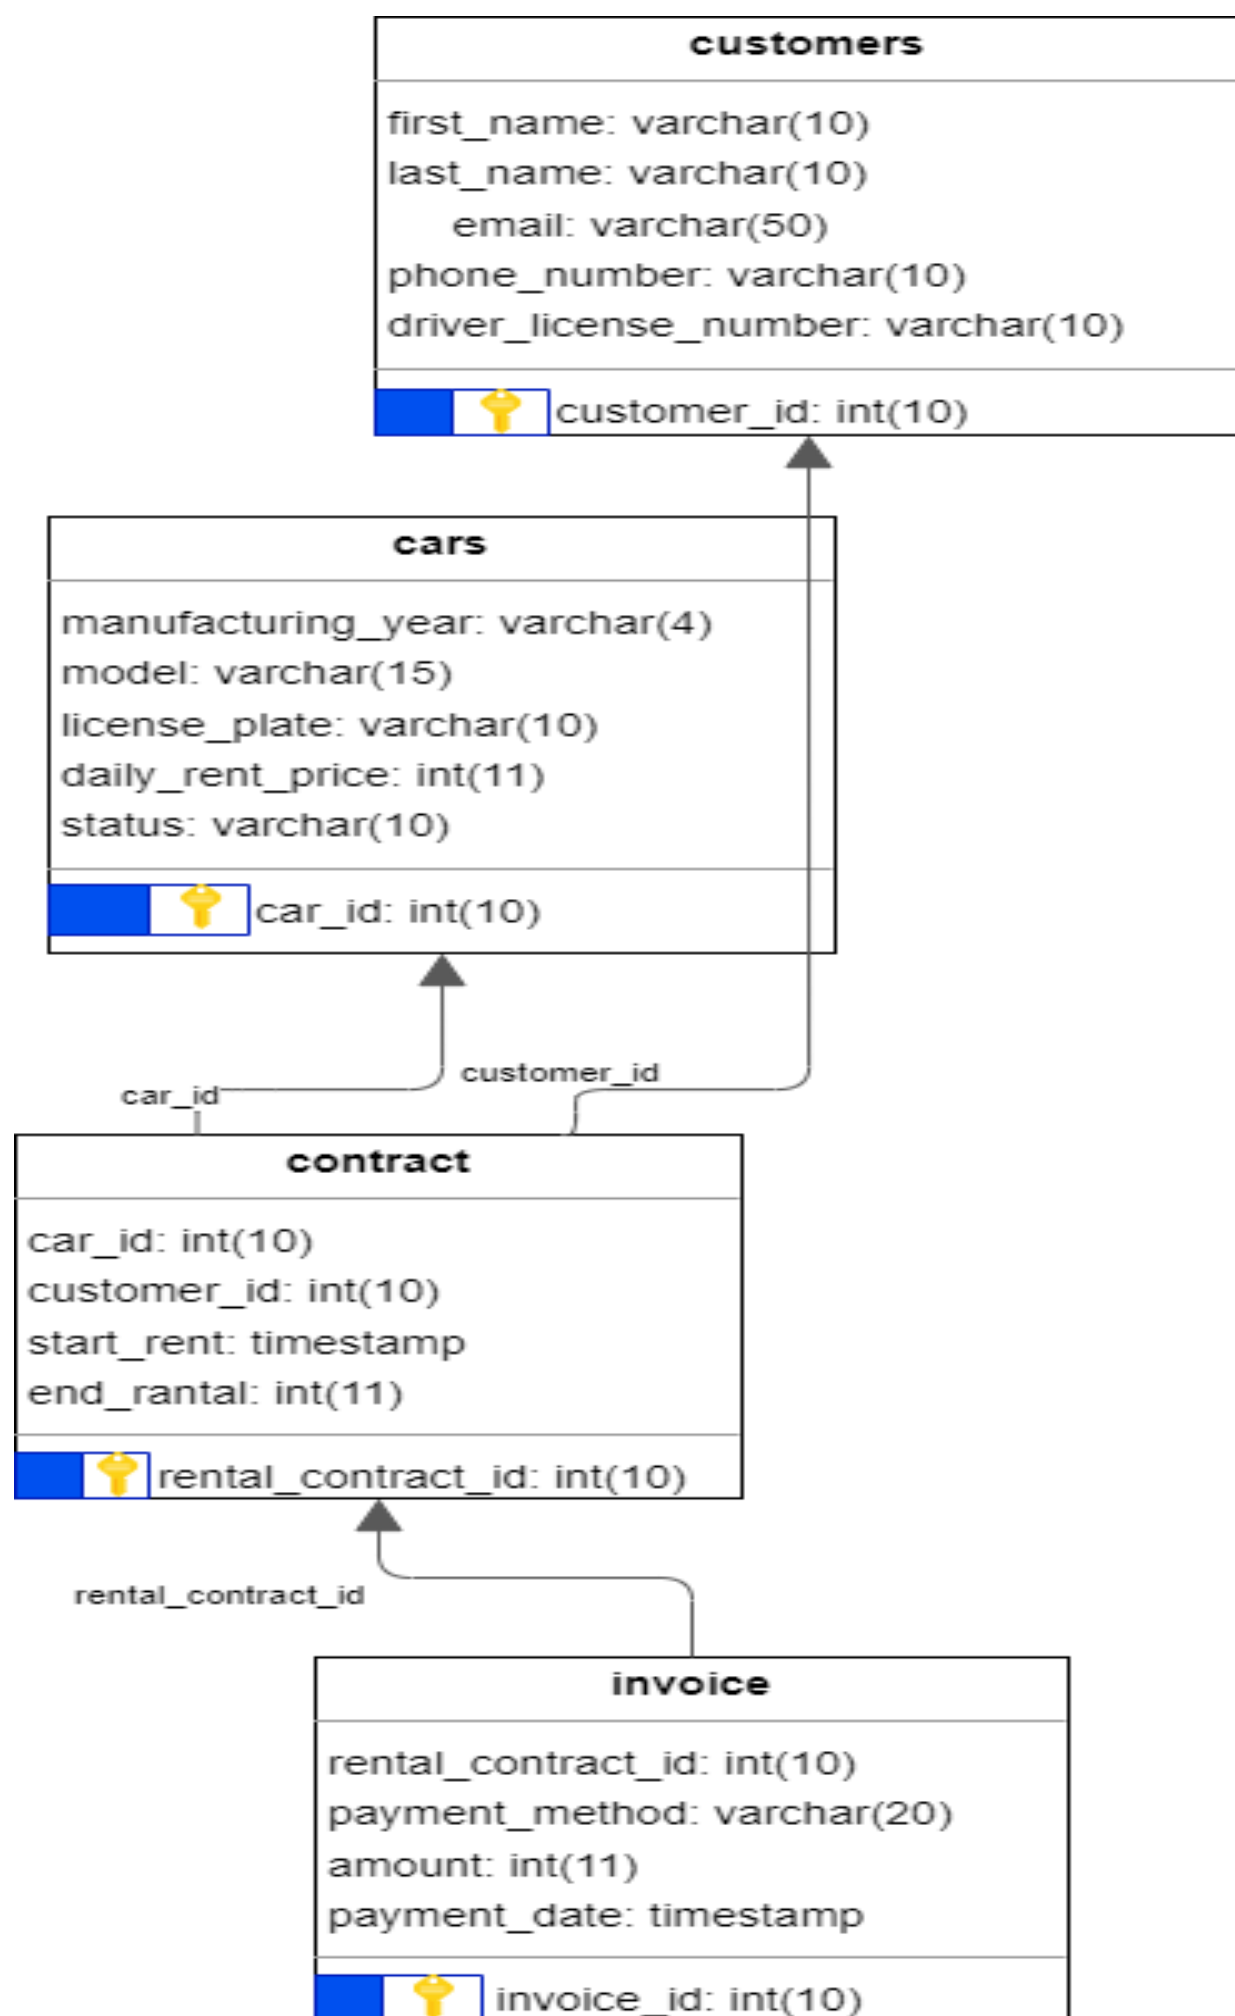 customers
first_name: varchar(10)
last_name: varchar(10)
email: varchar(50)
phone_number: varchar(10)
driver_license_number: varchar(10)
customer_id: int(10)
cars
manufacturing_year: varchar(4)
model: varchar(15)
license_plate: varchar(10)
daily_rent_price: int(11)
status: varchar(10)
car_id: int(10)
customer_id
car_id
contract
car_id: int(10)
customer_id: int(10)
start_rent: timestamp
end_rantal: int(11)
rental_contract_id: int(10)
rental_contract_id
invoice
rental_contract_id: int(10)
payment_method: varchar(20)
amount: int(11)
payment_date: timestamp
invoice_id: int(10)